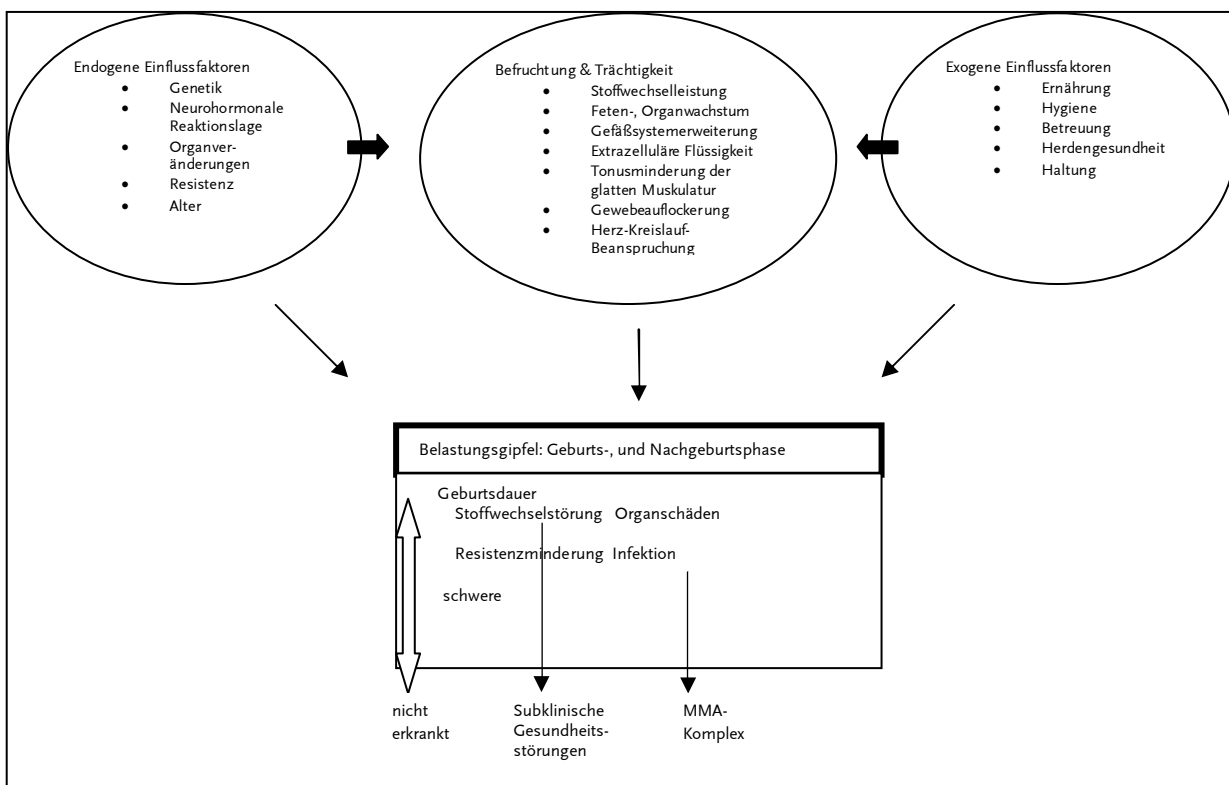 Endogene Einflussfaktoren
• Genetik
• Neurohormonale
Reaktionslage
• Organver-
änderungen
• Resistenz
• Alter
Befruchtung & Trächtigkeit
• Stoffwechselleistung
• Feten-, Organwachstum
• Gefäßsystemerweiterung
• Extrazelluläre Flüssigkeit
• Tonusminderung der
glatten Muskulatur
• Gewebeauflockerung
• Herz-Kreislauf-
Beanspruchung
Exogene Einflussfaktoren
• Ernährung
• Hygiene
• Betreuung
• Herdengesundheit
• Haltung
Belastungsgipfel: Geburts-, und Nachgeburtsphase
Geburtsdauer
Stoffwechselstörung Organschäden
Resistenzminderung Infektion
schwere
nicht
erkrankt
Subklinische
Gesundheits-
störungen
MMA-
Komplex